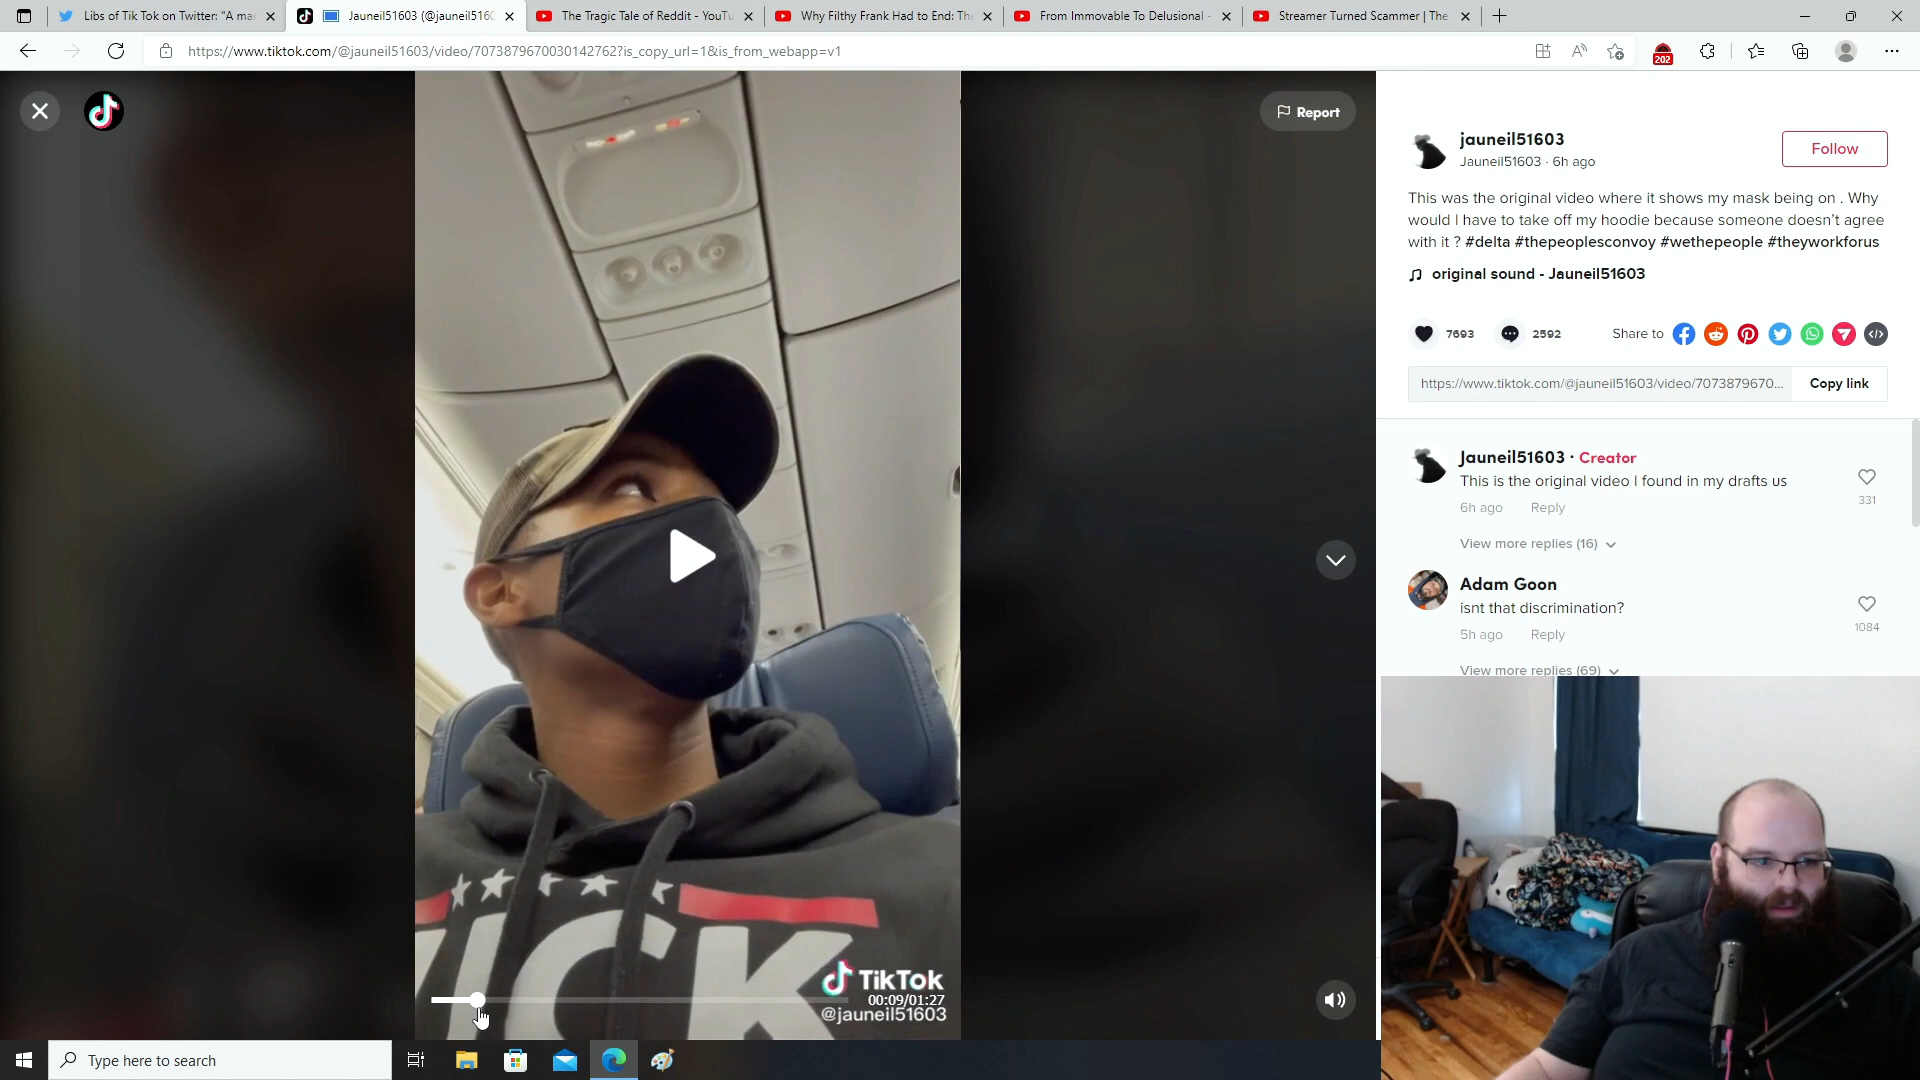 Libs of Tik Tok on Twitter: "A mar
Jauneil51603 (@jauneil5160
The Tragic Tale of Reddit - YouTu
Why Filthy Frank Had to End: The
From Immovable To Delusional -
Streamer Turned Scammer | The
https://www.tiktok.com/@jauneil51603/video/7073879670030142762?is_copy_url=1&is_from_webapp=v1
202
Report
jauneil51603
Jauneil51603 · 6h ago
Follow
This was the original video where it shows my mask being on . Why
would I have to take off my hoodie because someone doesn't agree
with it ? #delta #thepeoplesconvoy #wethepeople #theyworkforus
original sound - Jauneil51603
7693
2592
Share to
https://www.tiktok.com/@jauneil51603/video/7073879670...
Copy link
Jauneil51603 · Creator
This is the original video I found in my drafts us
331
6h ago
Reply
View more replies (16)
Adam Goon
isnt that discrimination?
1084
5h ago
Reply
View more replies (69)
TikTok
00:09/01:27
@jauneil51603
Type here to search